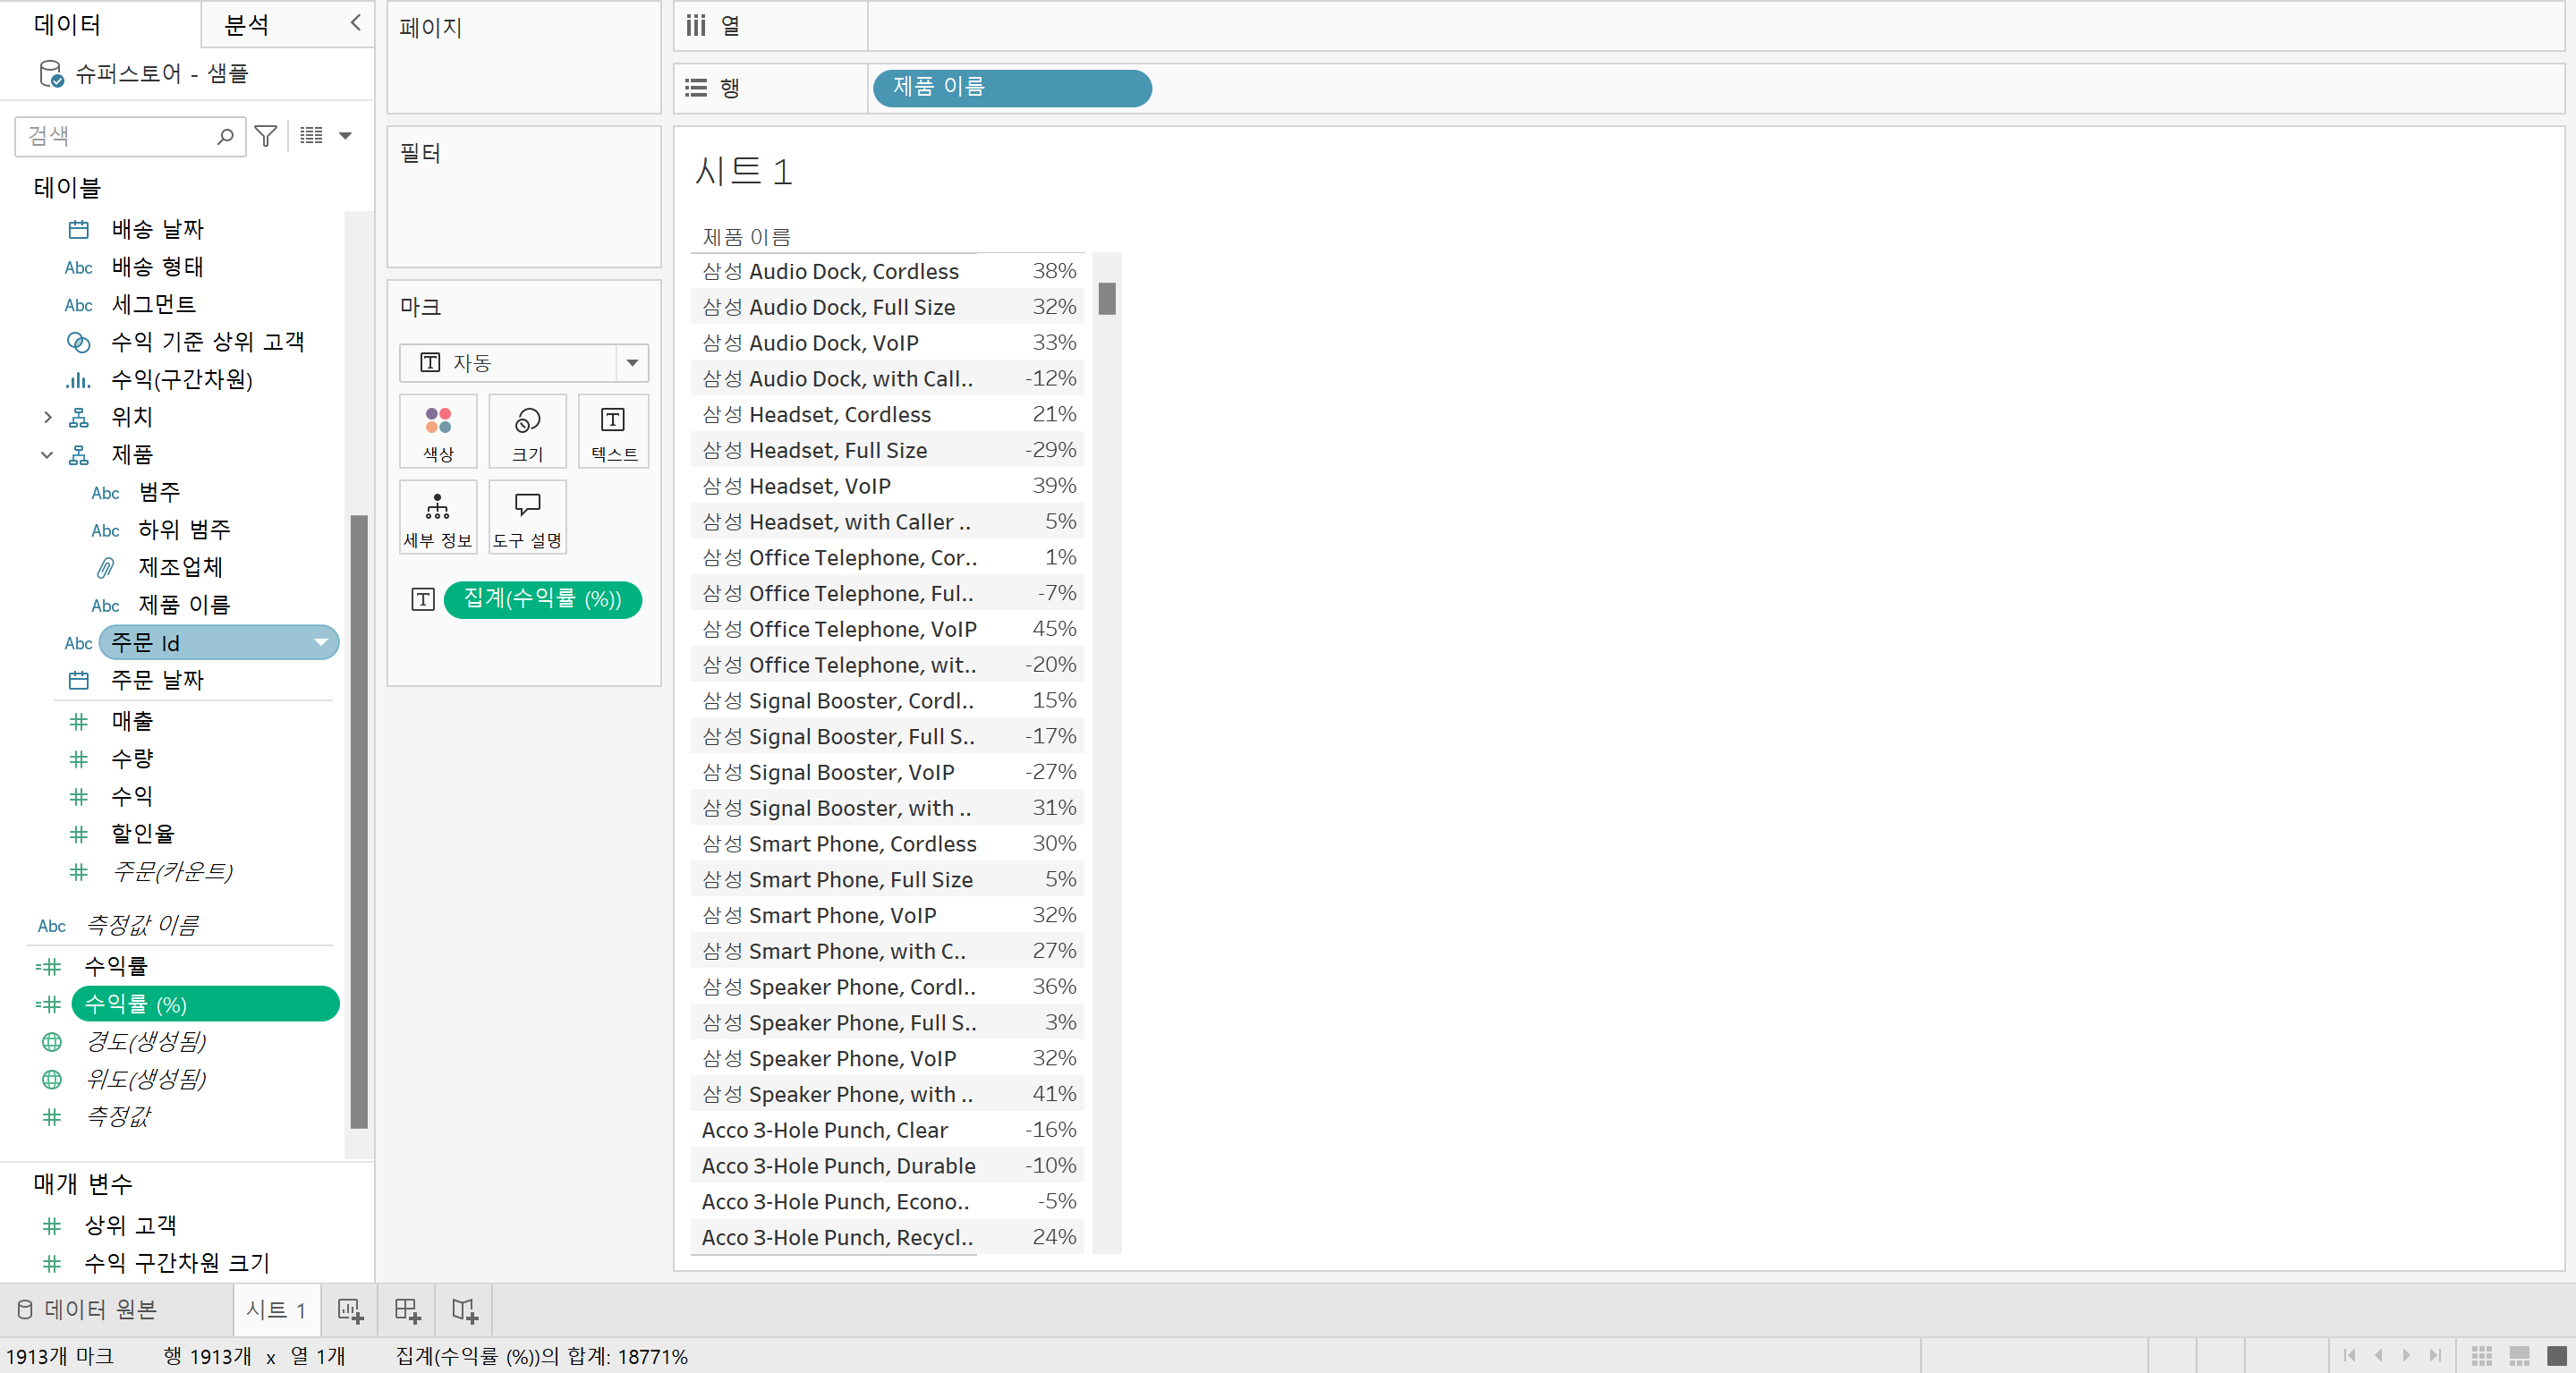 데이터
분석
슈퍼스토어 - 샘플
검색
테이블
배송 날짜
Abc 배송 형태
Abc 세그먼트
수익 기준 상위 고객
수익(구간차원)
위치
제품
Abc 범주
Abc 하위 범주
제조업체
Abc 제품 이름
Abc 주문 Id
주문 날짜
매출
수량
수익
할인율
주문(카운트)
Abc 측정값 이름
수익률
수익률 (%)
경도(생성됨)
위도(생성됨)
측정값
매개 변수
상위 고객
수익 구간차원 크기
페이지
필터
마크
자동
색상 크기 텍스트
세부 정보 도구 설명
집계(수익률 (%))
열
행 제품 이름
시트 1
제품 이름
삼성 Audio Dock, Cordless 38%
삼성 Audio Dock, Full Size 32%
삼성 Audio Dock, VoIP 33%
삼성 Audio Dock, with Call.. -12%
삼성 Headset, Cordless 21%
삼성 Headset, Full Size -29%
삼성 Headset, VoIP 39%
삼성 Headset, with Caller .. 5%
삼성 Office Telephone, Cor.. 1%
삼성 Office Telephone, Ful.. -7%
삼성 Office Telephone, VoIP 45%
삼성 Office Telephone, wit.. -20%
삼성 Signal Booster, Cordl.. 15%
삼성 Signal Booster, Full S.. -17%
삼성 Signal Booster, VoIP -27%
삼성 Signal Booster, with .. 31%
삼성 Smart Phone, Cordless 30%
삼성 Smart Phone, Full Size 5%
삼성 Smart Phone, VoIP 32%
삼성 Smart Phone, with C.. 27%
삼성 Speaker Phone, Cordl.. 36%
삼성 Speaker Phone, Full S.. 3%
삼성 Speaker Phone, VoIP 32%
삼성 Speaker Phone, with .. 41%
Acco 3-Hole Punch, Clear -16%
Acco 3-Hole Punch, Durable -10%
Acco 3-Hole Punch, Econo.. -5%
Acco 3-Hole Punch, Recycl.. 24%
데이터 원본 시트 1
1913개 마크 행 1913개 x 열 1개 집계(수익률 (%))의 합계: 18771%